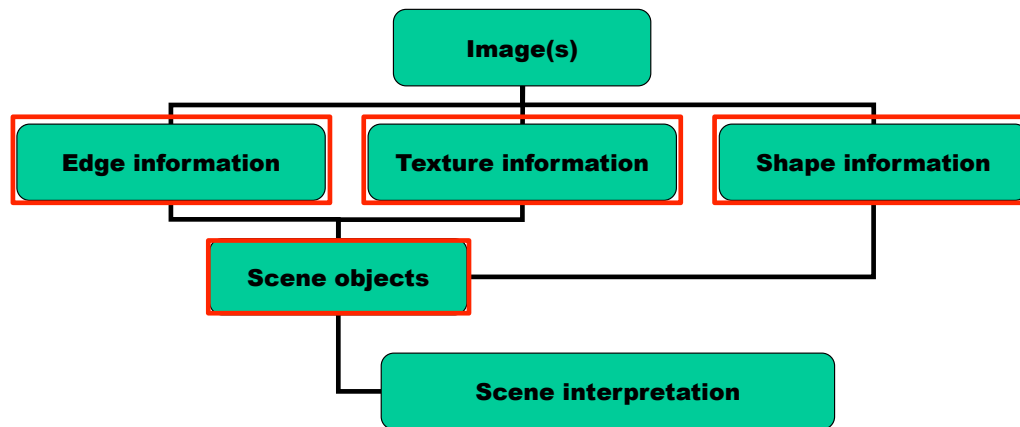 Image(s)
Edge information
Texture information
Shape information
Scene objects
Scene interpretation